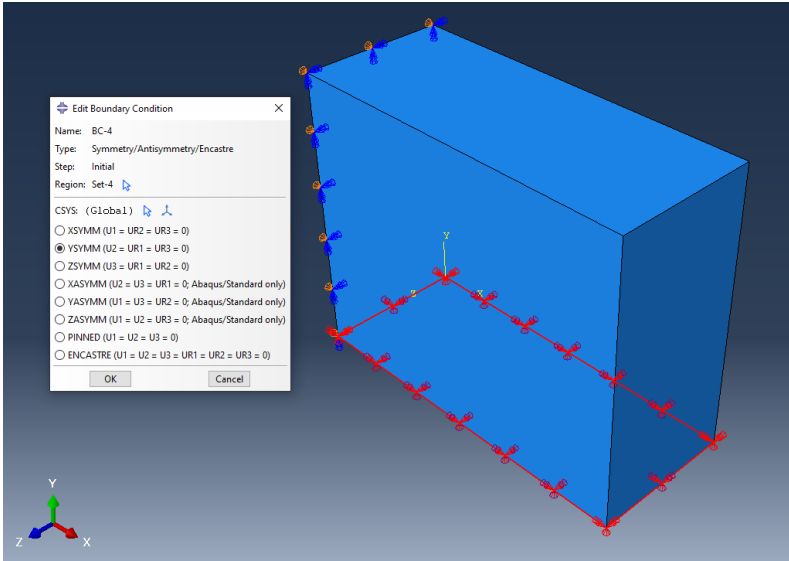 Edit Boundary Condition
Name: BC-4
Type: Symmetry/Antisymmetry/Encastre
Step: Initial
Region: Set-4
CSYS: (Global)
XSYMM (U1 = UR2 = UR3 = 0)
YSYMM (U2 = UR1 = UR3 = 0)
ZSYMM (U3 = UR1 = UR2 = 0)
XASYMM (U2 = U3 = UR1 = 0; Abaqus/Standard only)
YASYMM (U1 = U3 = UR2 = 0; Abaqus/Standard only)
ZASYMM (U1 = U2 = UR3 = 0; Abaqus/Standard only)
PINNED (U1 = U2 = U3 = 0)
ENCASTRE (U1 = U2 = U3 = UR1 = UR2 = UR3 = 0)
OK Cancel
Y
Z X
Y
Z X